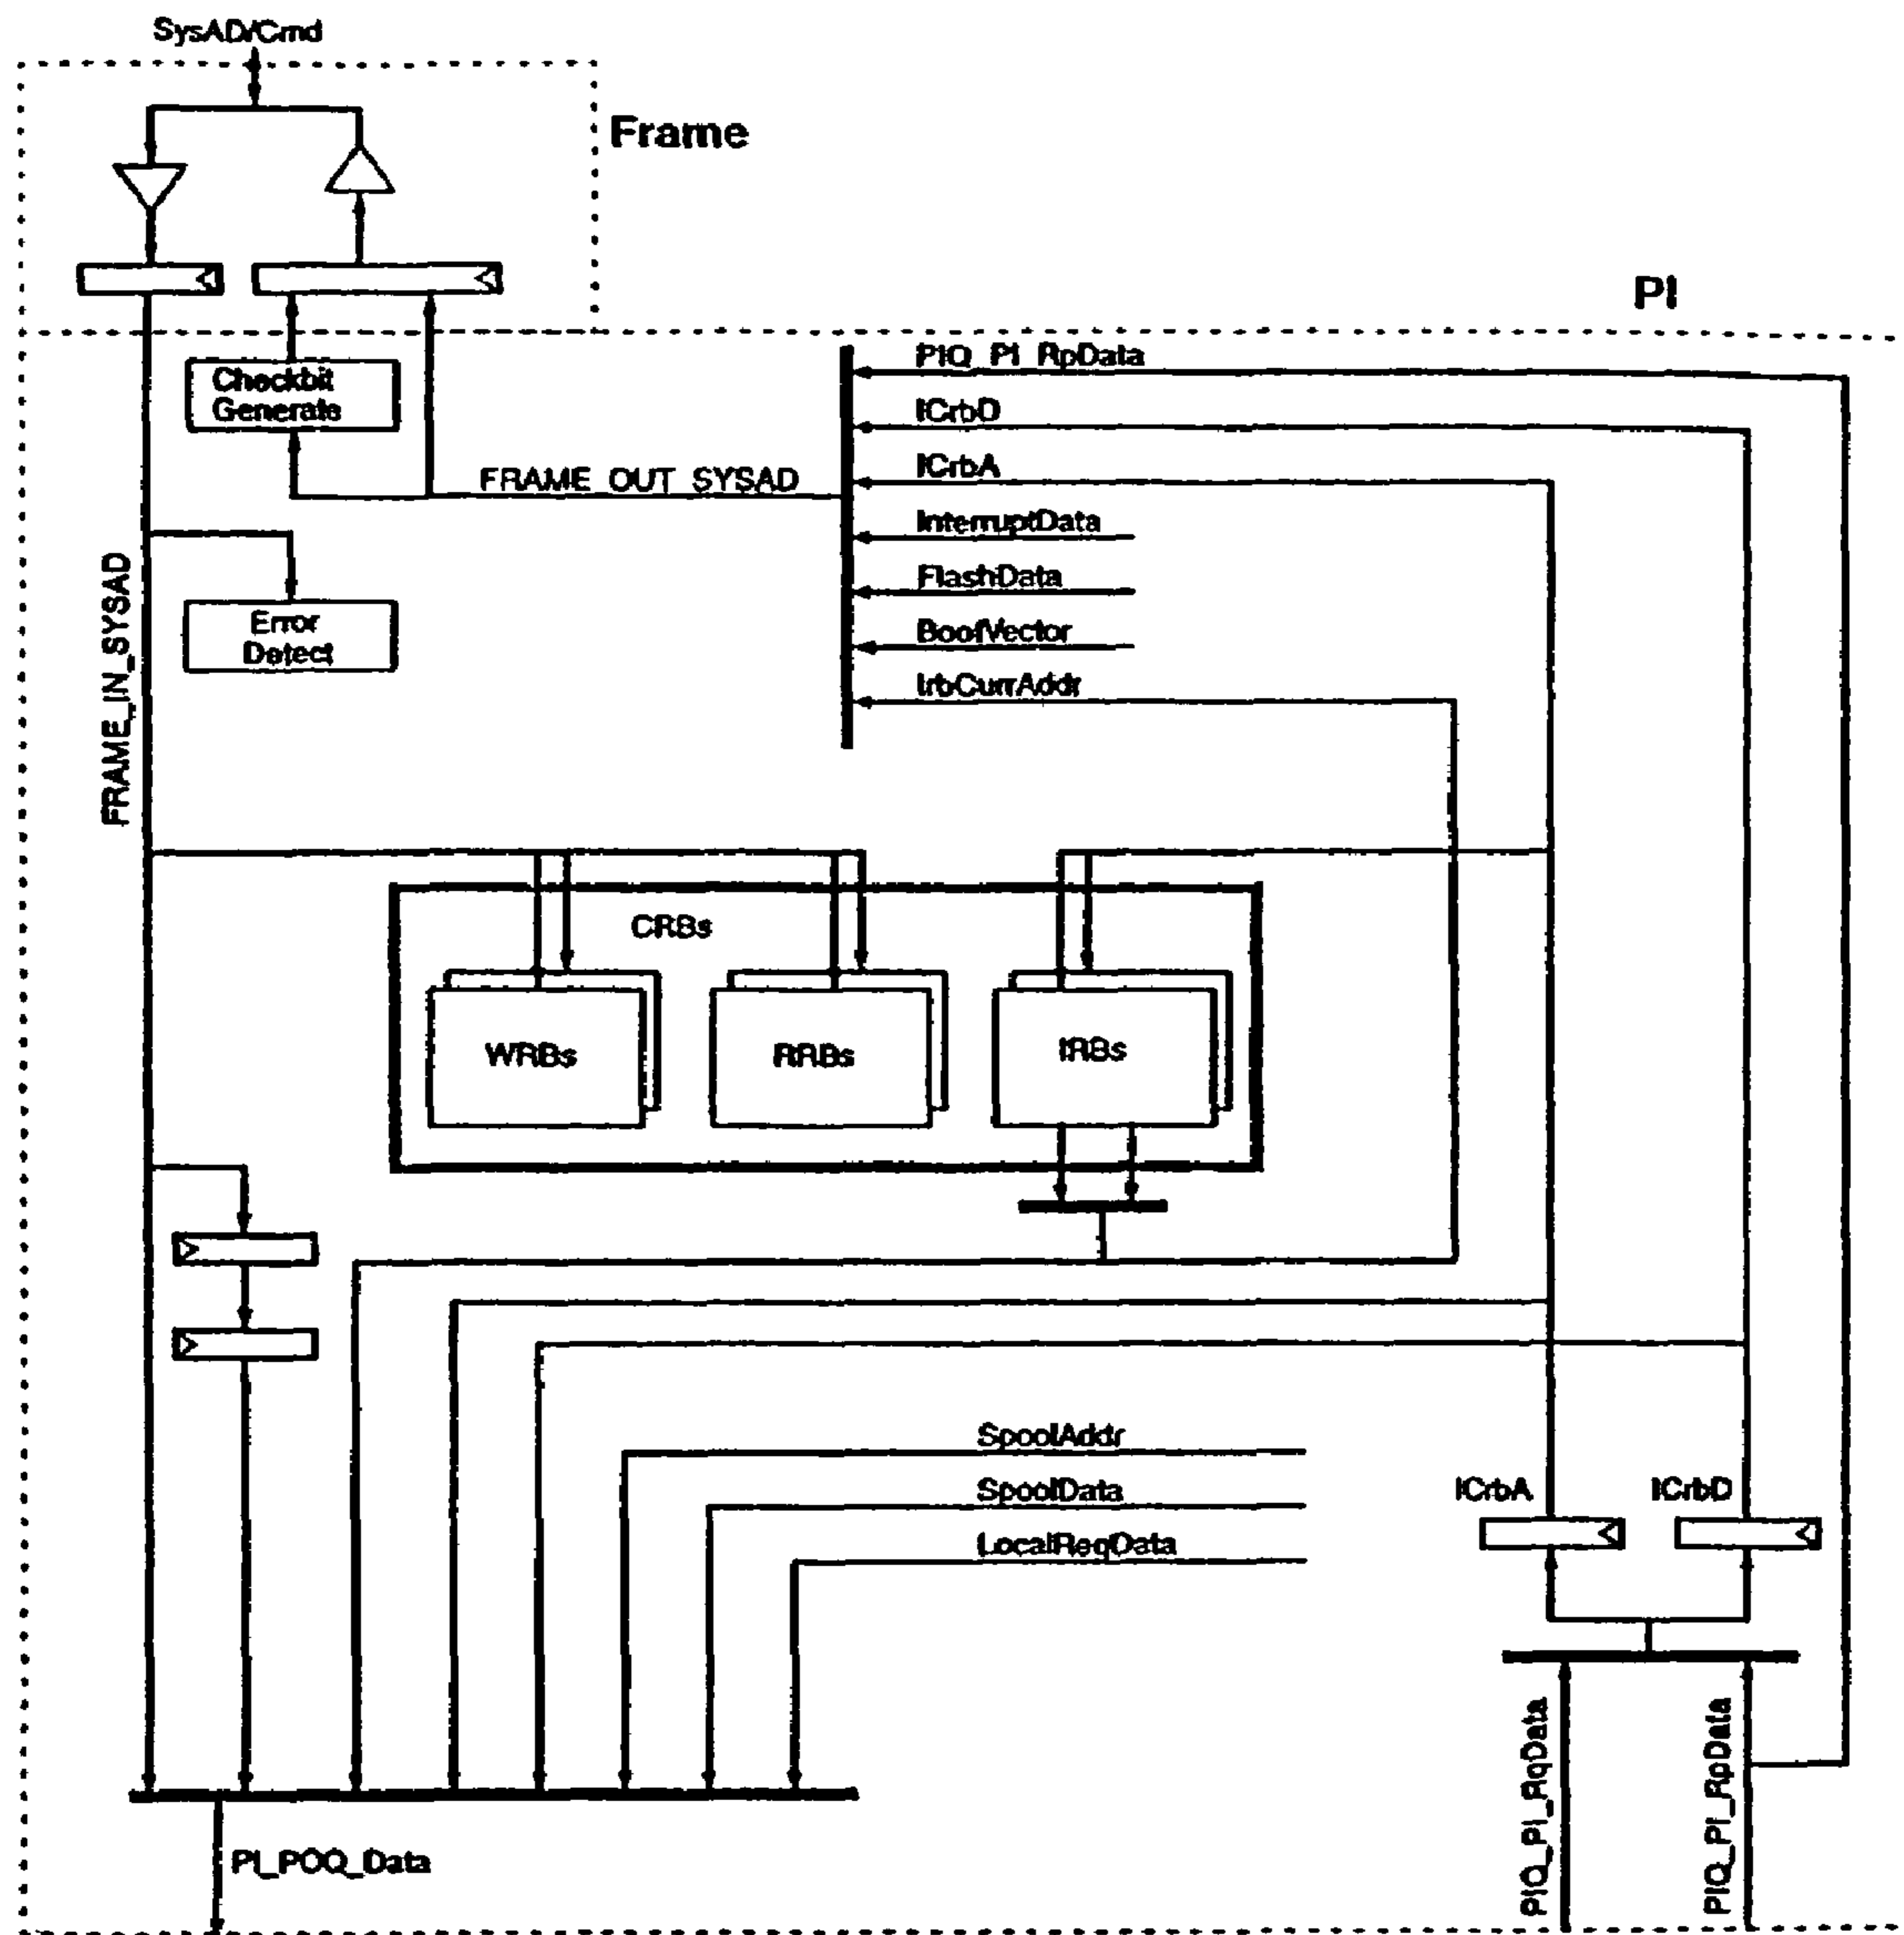 SysAD/Cmd
Frame
PI
PIQ_PI_RpData
Checkbit
Generate
ICrbD
ICrbA
FRAME_OUT_SYSAD
InterruptData
FRAME_IN_SYSAD
FlashData
Error
Detect
BootVector
IrbCurrAddr
CRBs
WRBs
RRBs
IRBs
SpoolAddr
SpoolData
ICrbA
ICrbD
LocalReqData
PIQ_PI_RqData
PIQ_PI_RpData
PI_POQ_Data